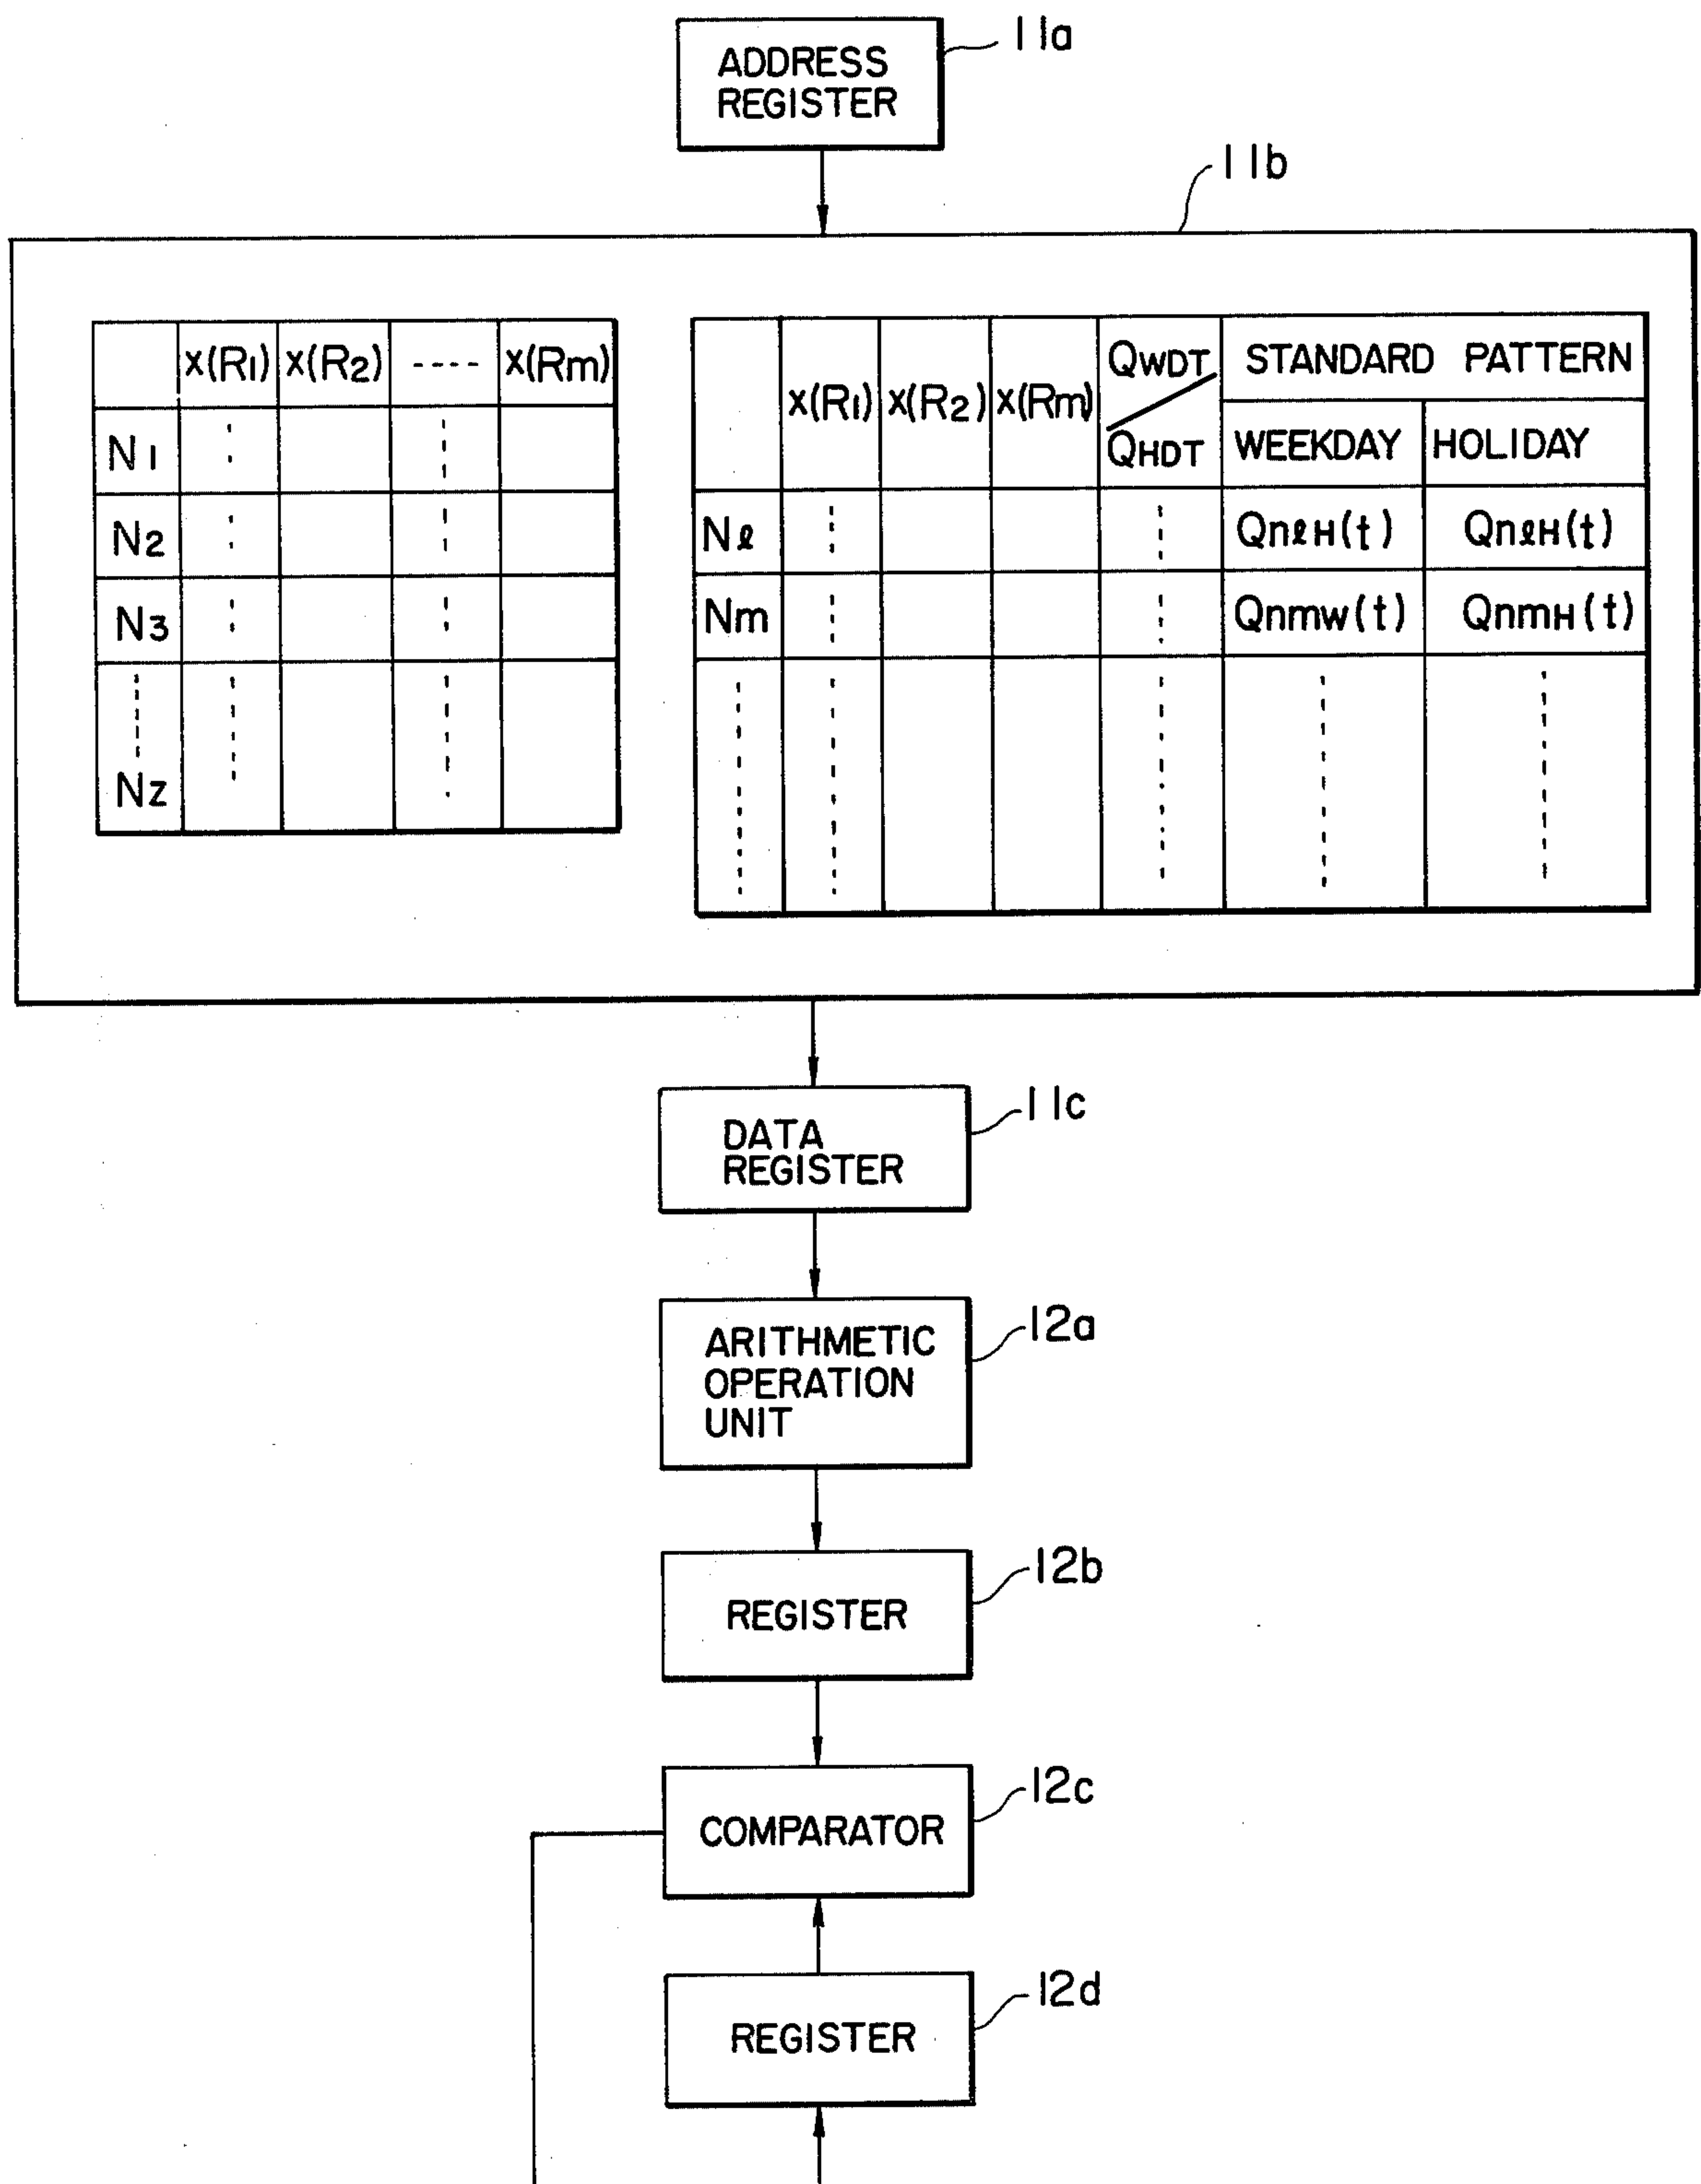 ADDRESS
REGISTER
11a
11b
x(R1) x(R2) ---- x(Rm)
N1
N2
N3
Nz
x(R1) x(R2) x(Rm) QWDT / QHDT STANDARD PATTERN
WEEKDAY HOLIDAY
Nℓ QnℓH(t) QnℓH(t)
Nm Qnmw(t) QnmH(t)
DATA
REGISTER
11c
ARITHMETIC
OPERATION
UNIT
12a
REGISTER
12b
COMPARATOR
12c
REGISTER
12d